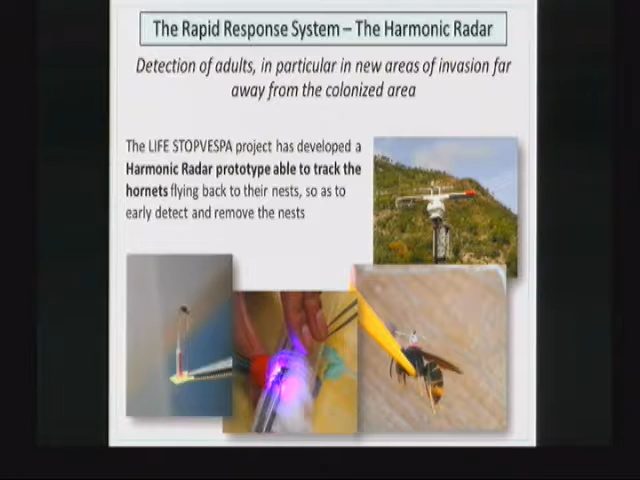 The Rapid Response System – The Harmonic Radar
Detection of adults, in particular in new areas of invasion far
away from the colonized area
The LIFE STOPVESPA project has developed a
Harmonic Radar prototype able to track the
hornets flying back to their nests, so as to
early detect and remove the nests